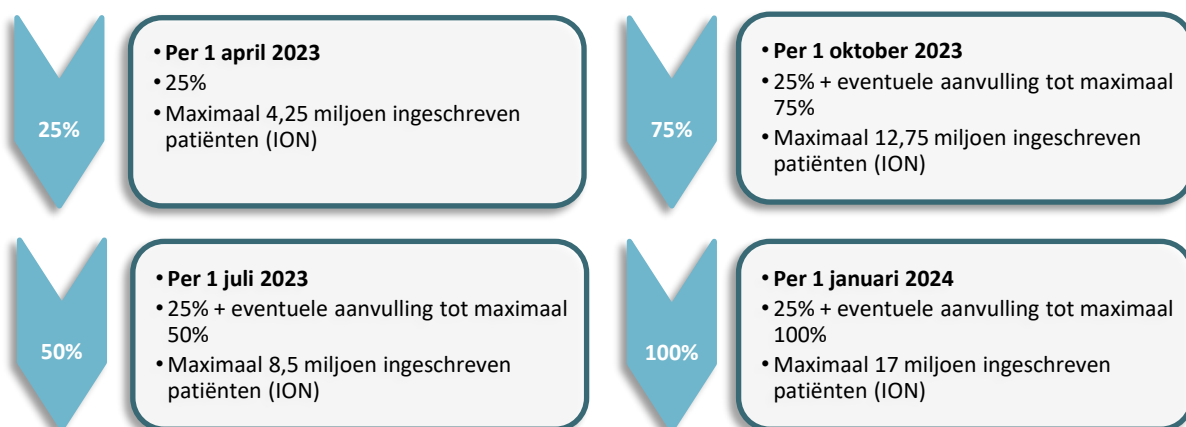 25%
• Per 1 april 2023
• 25%
• Maximaal 4,25 miljoen ingeschreven
patiënten (ION)
50%
• Per 1 juli 2023
• 25% + eventuele aanvulling tot maximaal
50%
• Maximaal 8,5 miljoen ingeschreven
patiënten (ION)
75%
• Per 1 oktober 2023
• 25% + eventuele aanvulling tot maximaal
75%
• Maximaal 12,75 miljoen ingeschreven
patiënten (ION)
100%
• Per 1 januari 2024
• 25% + eventuele aanvulling tot maximaal
100%
• Maximaal 17 miljoen ingeschreven
patiënten (ION)